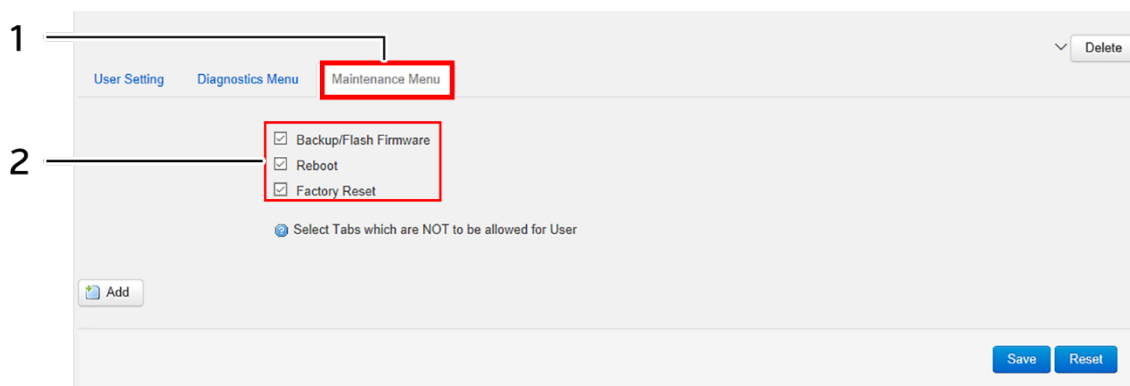 1
Delete
User Setting Diagnostics Menu Maintenance Menu
Backup/Flash Firmware
2
Reboot
Factory Reset
Select Tabs which are NOT to be allowed for User
Add
Save Reset